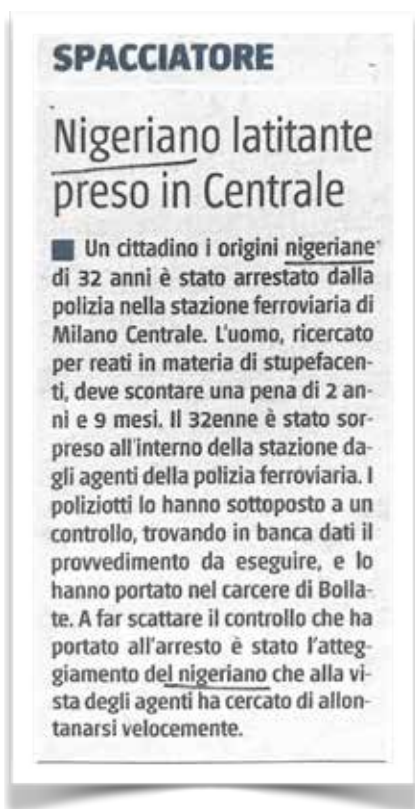 SPACCIATORE
Nigeriano latitante
preso in Centrale
Un cittadino i origini nigeriane
di 32 anni è stato arrestato dalla
polizia nella stazione ferroviaria di
Milano Centrale. L'uomo, ricercato
per reati in materia di stupefacen-
ti, deve scontare una pena di 2 an-
ni e 9 mesi. Il 32enne è stato sor-
preso all'interno della stazione da-
gli agenti della polizia ferroviaria. I
poliziotti lo hanno sottoposto a un
controllo, trovando in banca dati il
provvedimento da eseguire, e lo
hanno portato nel carcere di Bolla-
te. A far scattare il controllo che ha
portato all'arresto è stato l'atteg-
giamento del nigeriano che alla vi-
sta degli agenti ha cercato di allon-
tanarsi velocemente.